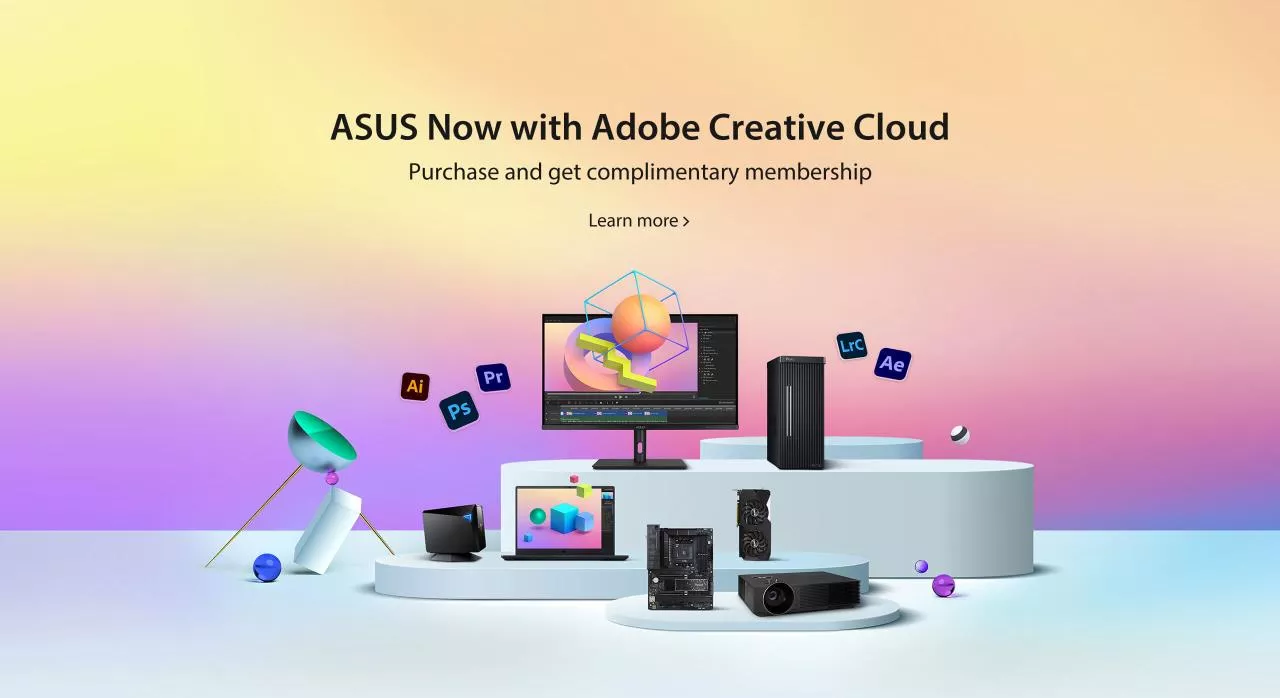 ASUS Now with Adobe Creative Cloud
Purchase and get complimentary membership
Learn more >
LrC
Ae
Pr
Ai
Ps